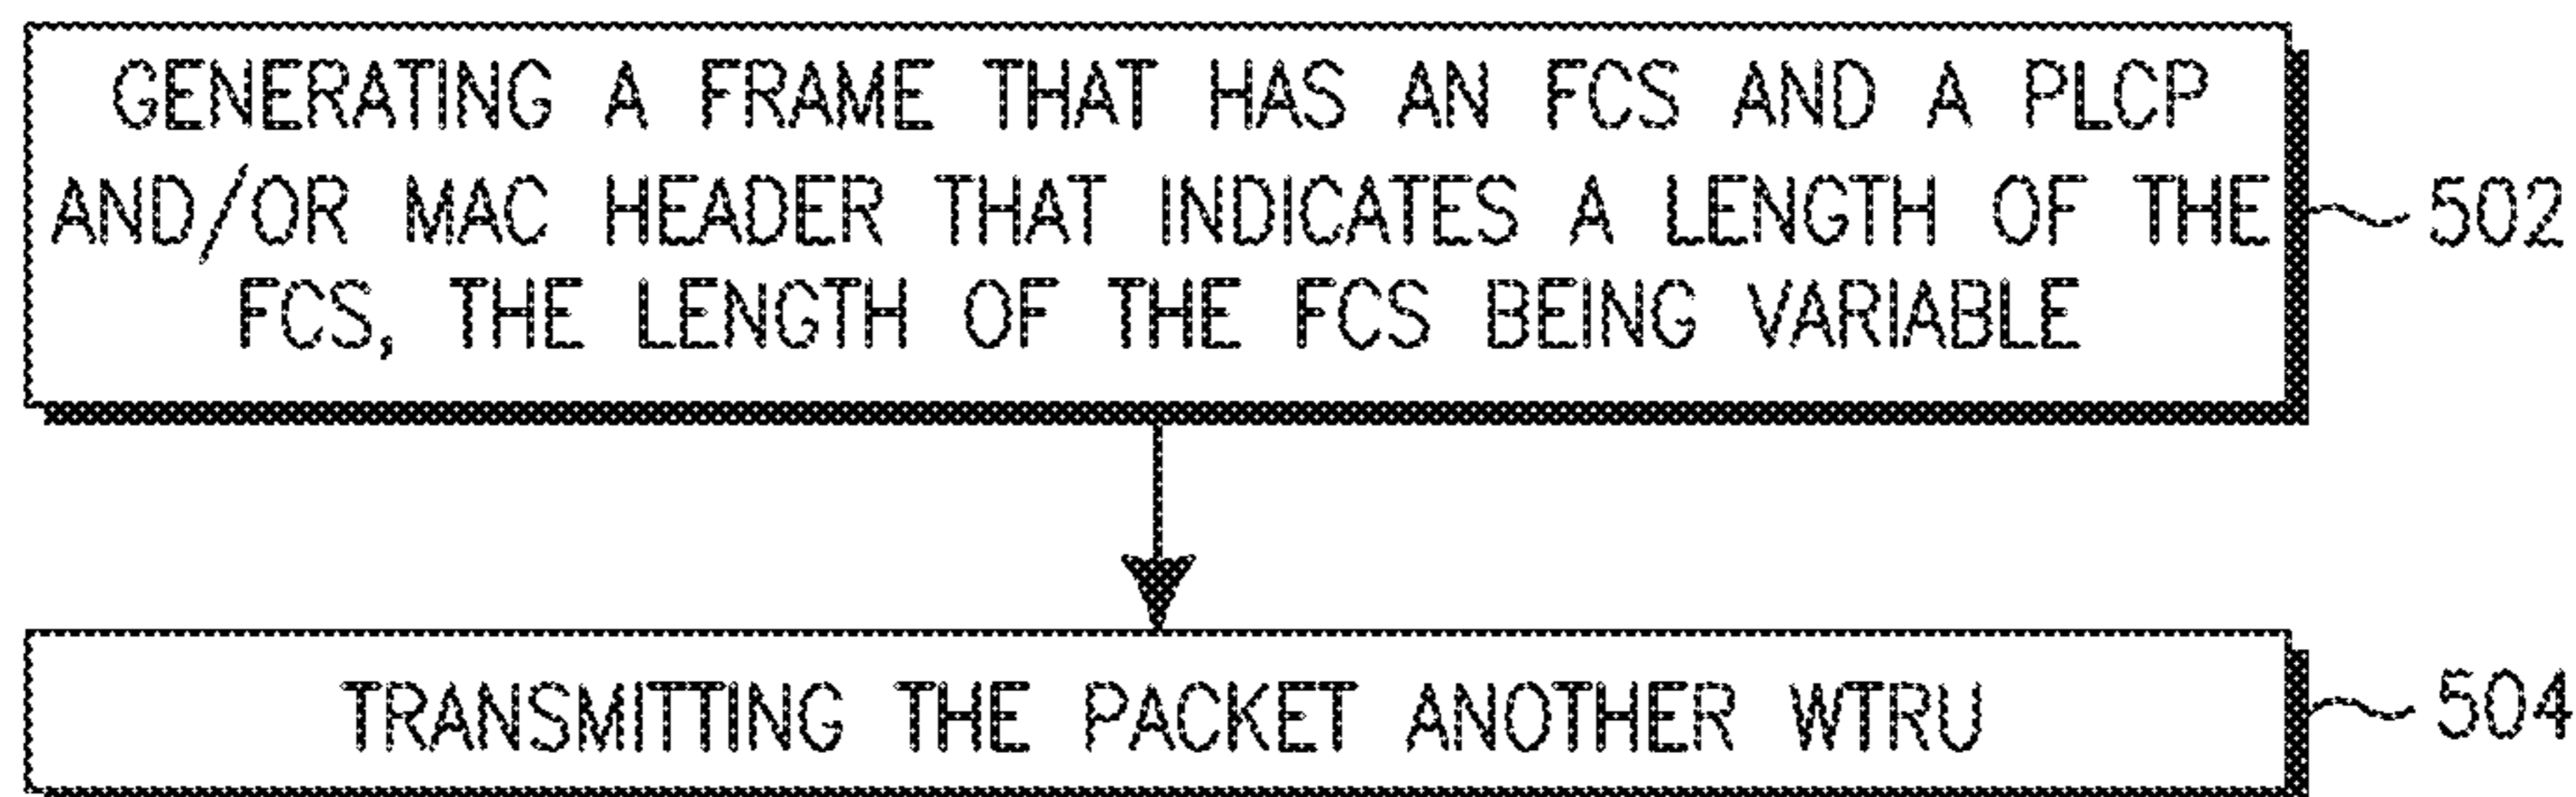 GENERATING A FRAME THAT HAS AN FCS AND A PLCP
AND/OR MAC HEADER THAT INDICATES A LENGTH OF THE
FCS, THE LENGTH OF THE FCS BEING VARIABLE
502
TRANSMITTING THE PACKET ANOTHER WTRU
504